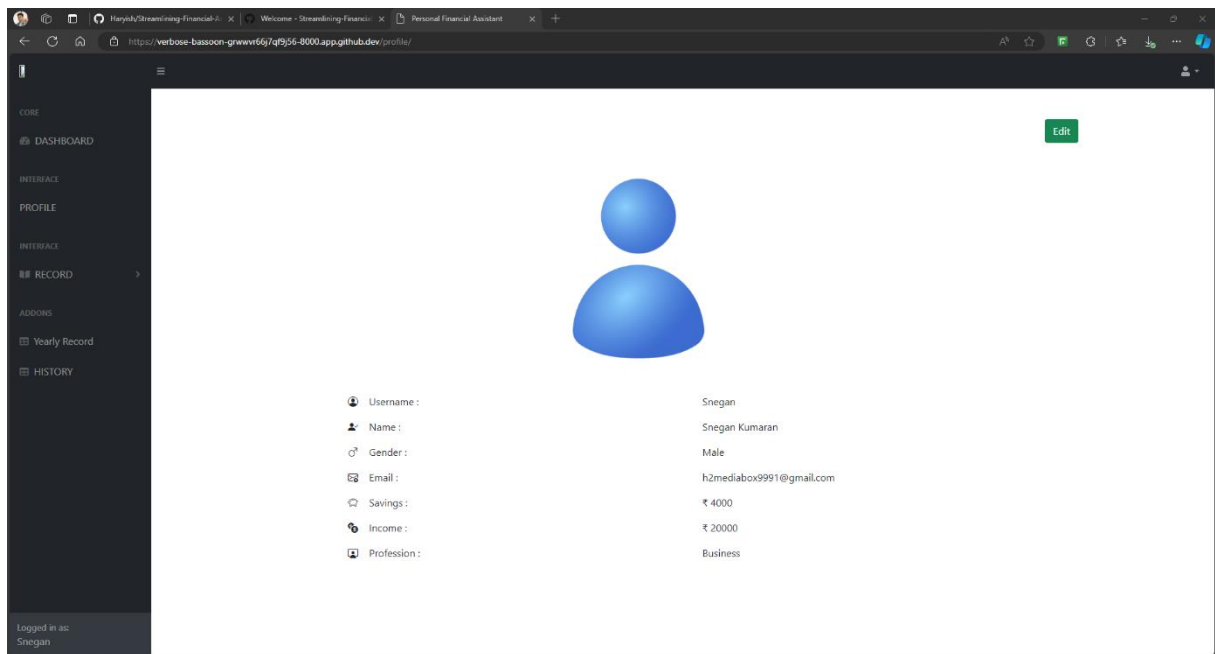 Haryish/Streamlining-Financial-A
Welcome - Streamlining-Financi
Personal Financial Assistant
https://verbose-bassoon-grwwvr66j7qf9j56-8000.app.github.dev/profile/
CORE
DASHBOARD
INTERFACE
PROFILE
INTERFACE
RECORD
ADDONS
Yearly Record
HISTORY
Logged in as:
Snegan
Edit
Username : Snegan
Name : Snegan Kumaran
Gender : Male
Email : h2mediabox9991@gmail.com
Savings : ₹ 4000
Income : ₹ 20000
Profession : Business